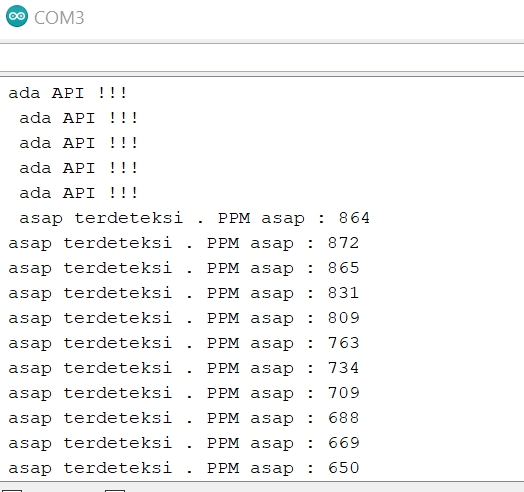 COM3
ada API !!!
ada API !!!
ada API !!!
ada API !!!
ada API !!!
asap terdeteksi . PPM asap : 864
asap terdeteksi . PPM asap : 872
asap terdeteksi . PPM asap : 865
asap terdeteksi . PPM asap : 831
asap terdeteksi . PPM asap : 809
asap terdeteksi . PPM asap : 763
asap terdeteksi . PPM asap : 734
asap terdeteksi . PPM asap : 709
asap terdeteksi . PPM asap : 688
asap terdeteksi . PPM asap : 669
asap terdeteksi . PPM asap : 650